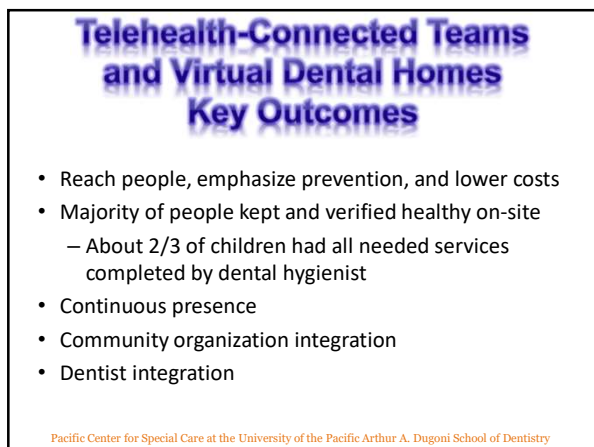 Telehealth-Connected Teams
and Virtual Dental Homes
Key Outcomes
• Reach people, emphasize prevention, and lower costs
• Majority of people kept and verified healthy on-site
– About 2/3 of children had all needed services
completed by dental hygienist
• Continuous presence
• Community organization integration
• Dentist integration
Pacific Center for Special Care at the University of the Pacific Arthur A. Dugoni School of Dentistry